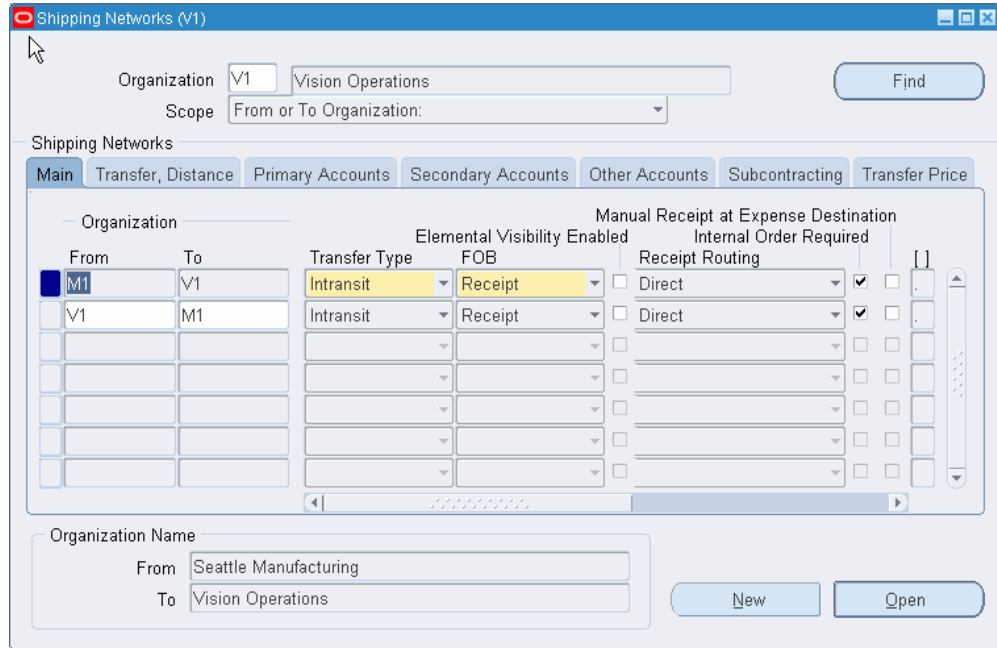 Shipping Networks (V1)
Organization V1 Vision Operations Find
Scope From or To Organization:
Shipping Networks
Main Transfer, Distance Primary Accounts Secondary Accounts Other Accounts Subcontracting Transfer Price
Manual Receipt at Expense Destination
Organization Elemental Visibility Enabled Internal Order Required
From To Transfer Type FOB Receipt Routing [ ]
M1 V1 Intransit Receipt Direct .
V1 M1 Intransit Receipt Direct .
Organization Name
From Seattle Manufacturing
To Vision Operations New Open